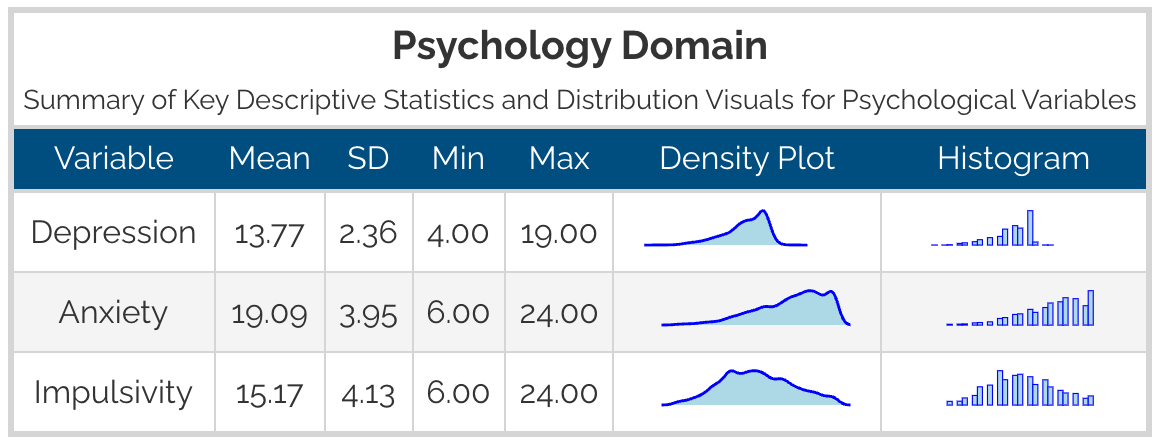 Psychology Domain
Summary of Key Descriptive Statistics and Distribution Visuals for Psychological Variables
Variable Mean SD Min Max Density Plot Histogram
Depression 13.77 2.36 4.00 19.00
Anxiety 19.09 3.95 6.00 24.00
Impulsivity 15.17 4.13 6.00 24.00